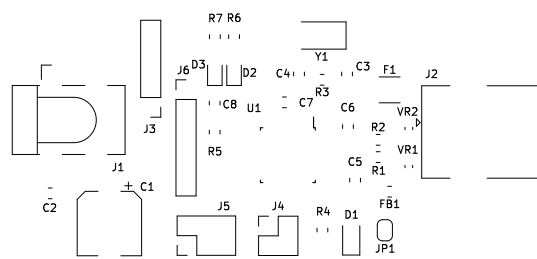 R7 R6
Y1
D3 J6 D2 C4 C3 F1 J2
R3
C8 U1 C7 C6 VR2
J3 R2
R5 VR1
J1 C5 R1
C1
C2 J5 J4 R4 D1 FB1
JP1